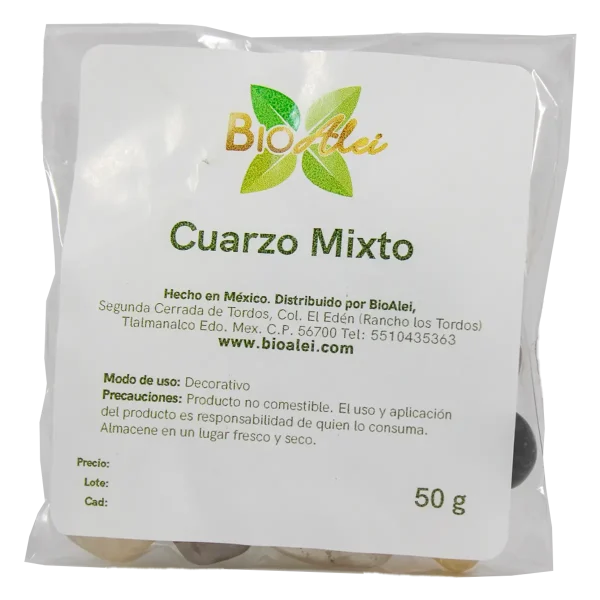 BioAlei
Cuarzo Mixto
Hecho en México. Distribuido por BioAlei,
Segunda Cerrada de Tordos, Col. El Edén (Rancho los Tordos)
Tlalmanalco Edo. Mex. C.P. 56700 Tel: 5510435363
www.bioalei.com
Modo de uso: Decorativo
Precauciones: Producto no comestible. El uso y aplicación
del producto es responsabilidad de quien lo consuma.
Almacene en un lugar fresco y seco.
Precio:
Lote:
Cad:
50 g